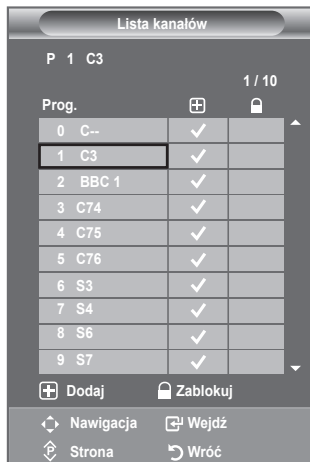 Lista kanałów
P 1 C3
1 / 10
Prog.
0 C--
1 C3
2 BBC 1
3 C74
4 C75
5 C76
6 S3
7 S4
8 S6
9 S7
Dodaj Zablokuj
Nawigacja Wejdź
P Strona Wróć